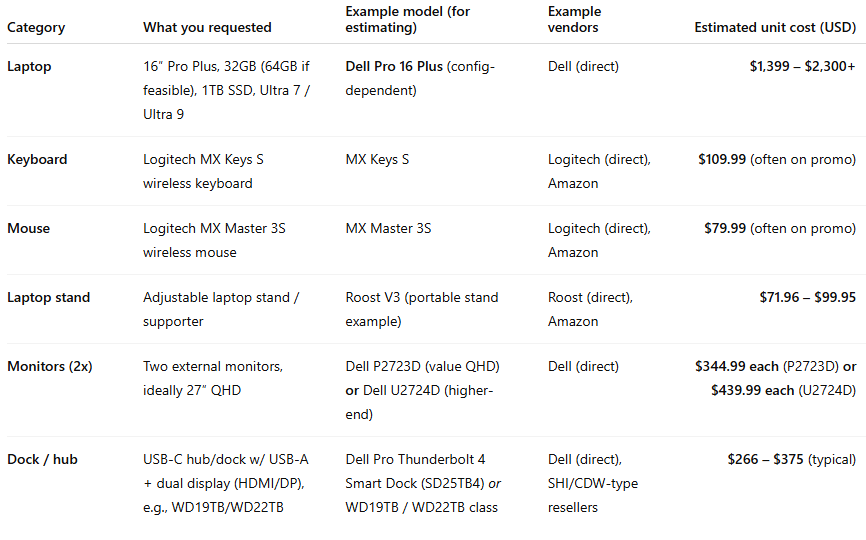 Category
What you requested
Example model (for
estimating)
Example
vendors
Estimated unit cost (USD)
Laptop
16″ Pro Plus, 32GB (64GB if
feasible), 1TB SSD, Ultra 7 /
Ultra 9
Dell Pro 16 Plus (config-
dependent)
Dell (direct)
$1,399 – $2,300+
Keyboard
Logitech MX Keys S
wireless keyboard
MX Keys S
Logitech (direct),
Amazon
$109.99 (often on promo)
Mouse
Logitech MX Master 3S
wireless mouse
MX Master 3S
Logitech (direct),
Amazon
$79.99 (often on promo)
Laptop stand
Adjustable laptop stand /
supporter
Roost V3 (portable stand
example)
Roost (direct),
Amazon
$71.96 – $99.95
Monitors (2x)
Two external monitors,
ideally 27″ QHD
Dell P2723D (value QHD)
or Dell U2724D (higher-
end)
Dell (direct)
$344.99 each (P2723D) or
$439.99 each (U2724D)
Dock / hub
USB-C hub/dock w/ USB-A
+ dual display (HDMI/DP),
e.g., WD19TB/WD22TB
Dell Pro Thunderbolt 4
Smart Dock (SD25TB4) or
WD19TB / WD22TB class
Dell (direct),
SHI/CDW-type
resellers
$266 – $375 (typical)